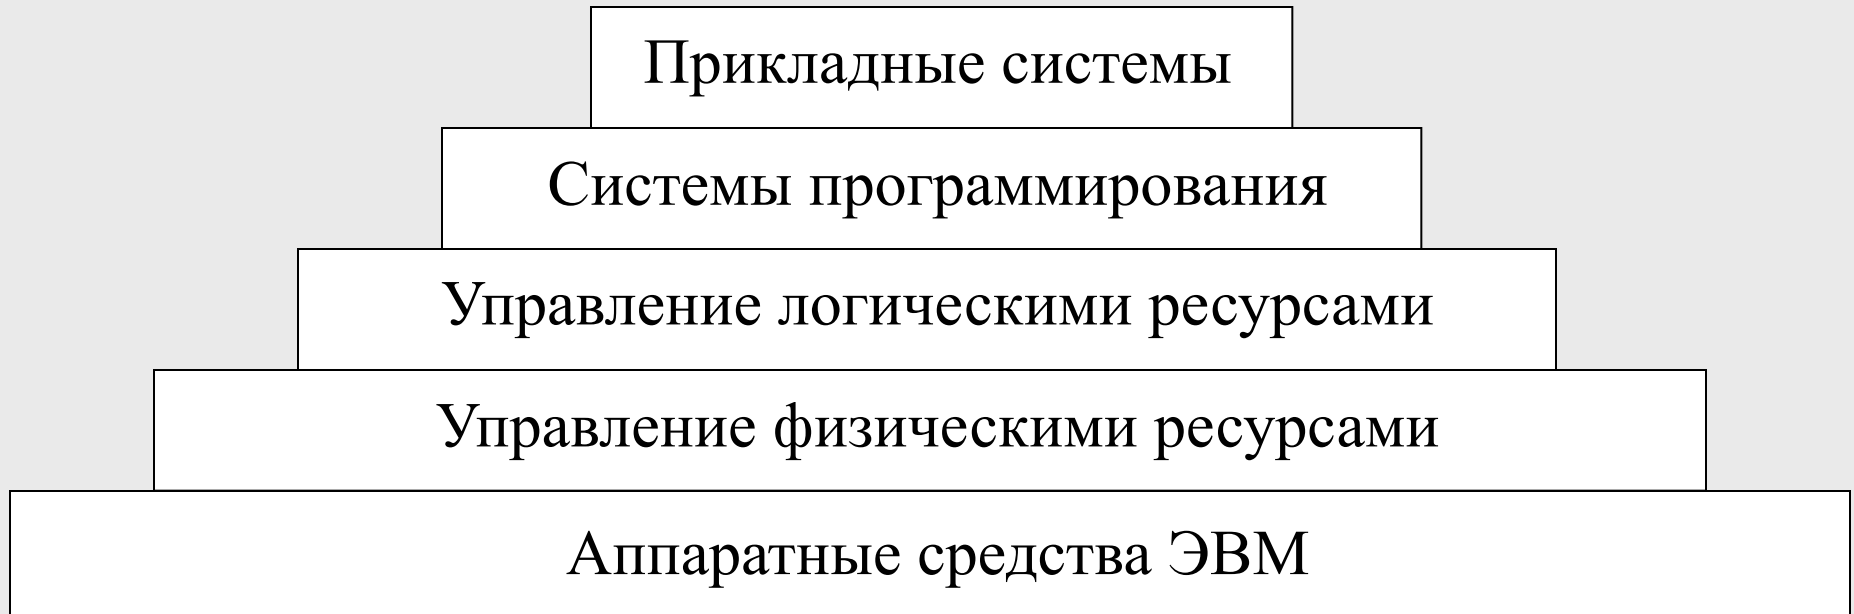 Прикладные системы
Системы программирования
Управление логическими ресурсами
Управление физическими ресурсами
Аппаратные средства ЭВМ